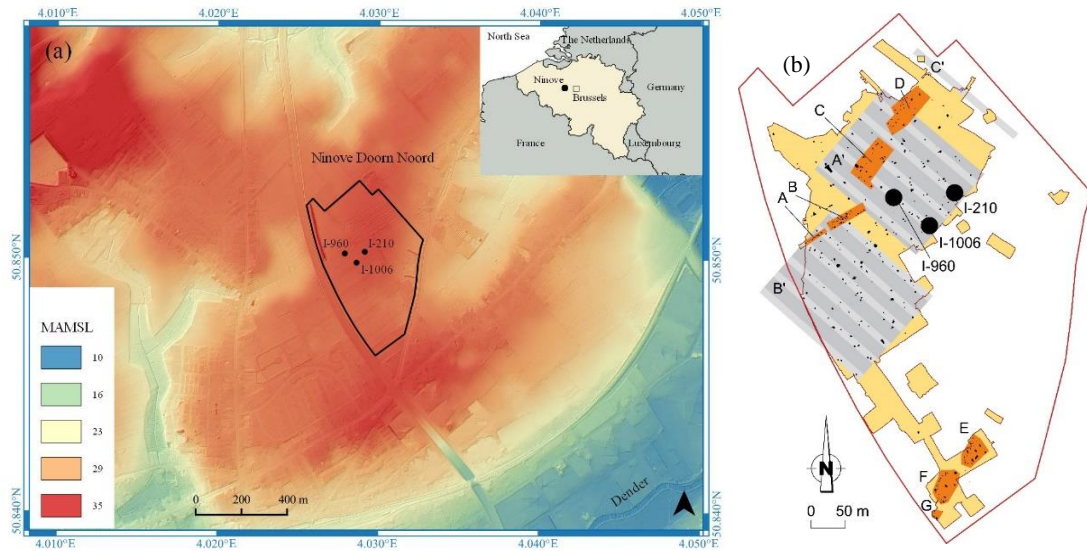 4.010°E
4.020°E
4.030°E
4.040°E
4.050°E
(a)
North Sea
The Netherlands
Ninove
Brussels
Germany
France
Luxembourg
Ninove Doorn Noord
I-960
I-210
I-1006
50.850°N
50.850°N
MAMSL
10
16
23
29
35
0
200
400 m
Dender
50.840°N
50.840°N
4.010°E
4.020°E
4.030°E
4.040°E
4.050°E
(b)
C'
D
C
A'
B
A
I-210
I-1006
I-960
B'
E
F
G
N
0
50 m